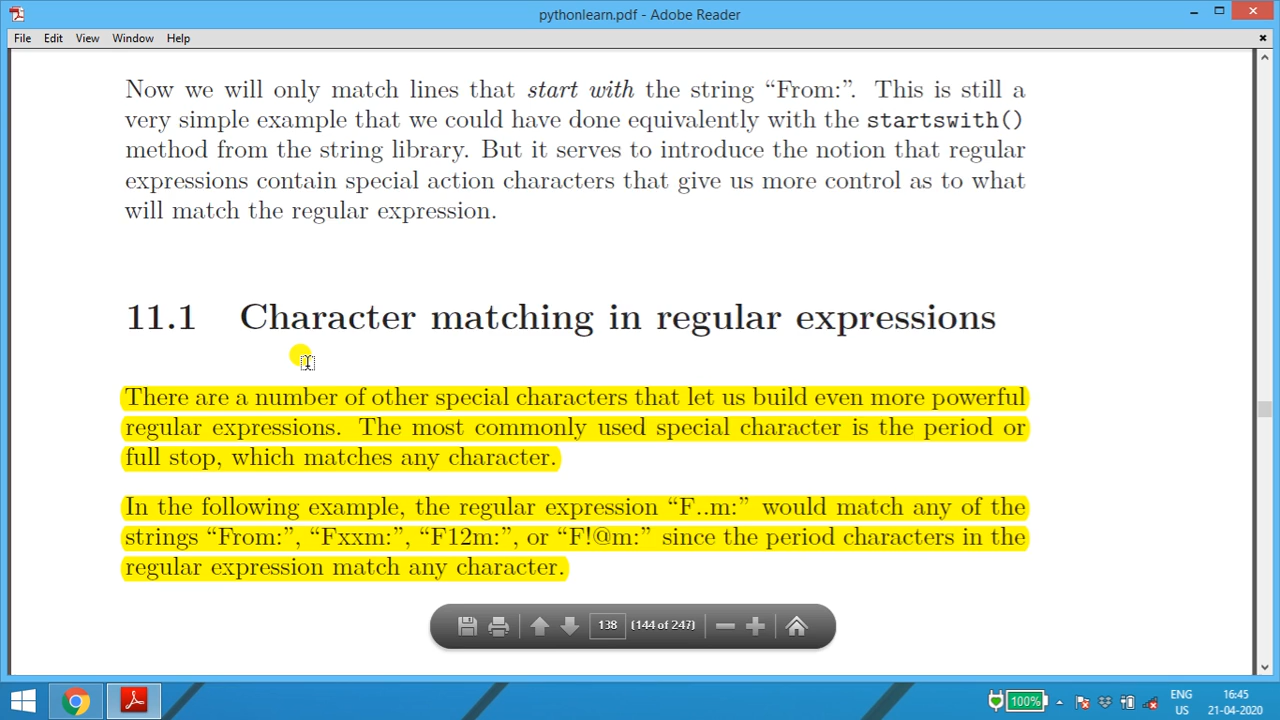 pythonlearn.pdf - Adobe Reader
File Edit View Window Help
Now we will only match lines that start with the string “From:”. This is still a
very simple example that we could have done equivalently with the startswith()
method from the string library. But it serves to introduce the notion that regular
expressions contain special action characters that give us more control as to what
will match the regular expression.
11.1 Character matching in regular expressions
There are a number of other special characters that let us build even more powerful
regular expressions. The most commonly used special character is the period or
full stop, which matches any character.
In the following example, the regular expression “F..m:” would match any of the
strings “From:”, “Fxxm:”, “F12m:”, or “F!@m:” since the period characters in the
regular expression match any character.
138 (144 of 247)
100% ENG 16:45
US 21-04-2020